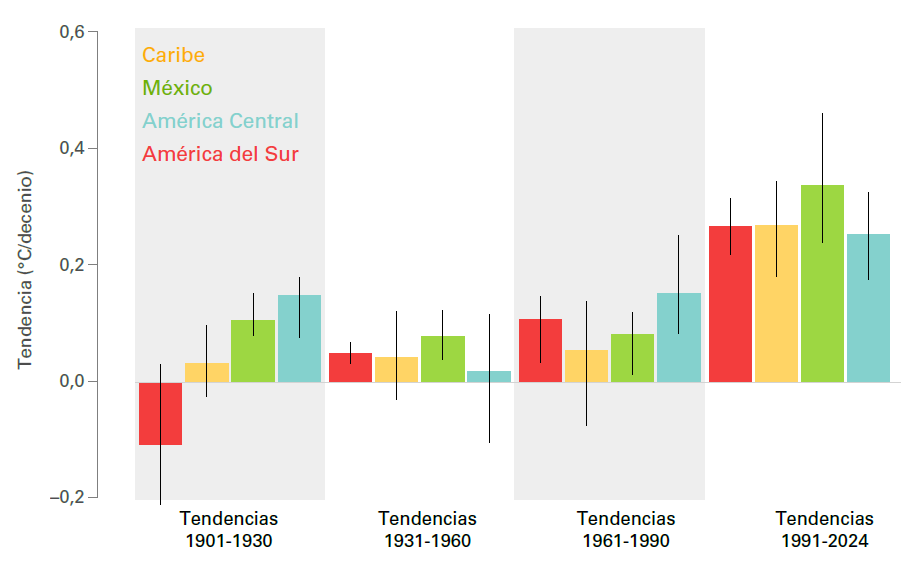 0,6
0,4
0,2
0,0
–0,2
Tendencia (°C/decenio)
Caribe
México
América Central
América del Sur
Tendencias
1901-1930
Tendencias
1931-1960
Tendencias
1961-1990
Tendencias
1991-2024